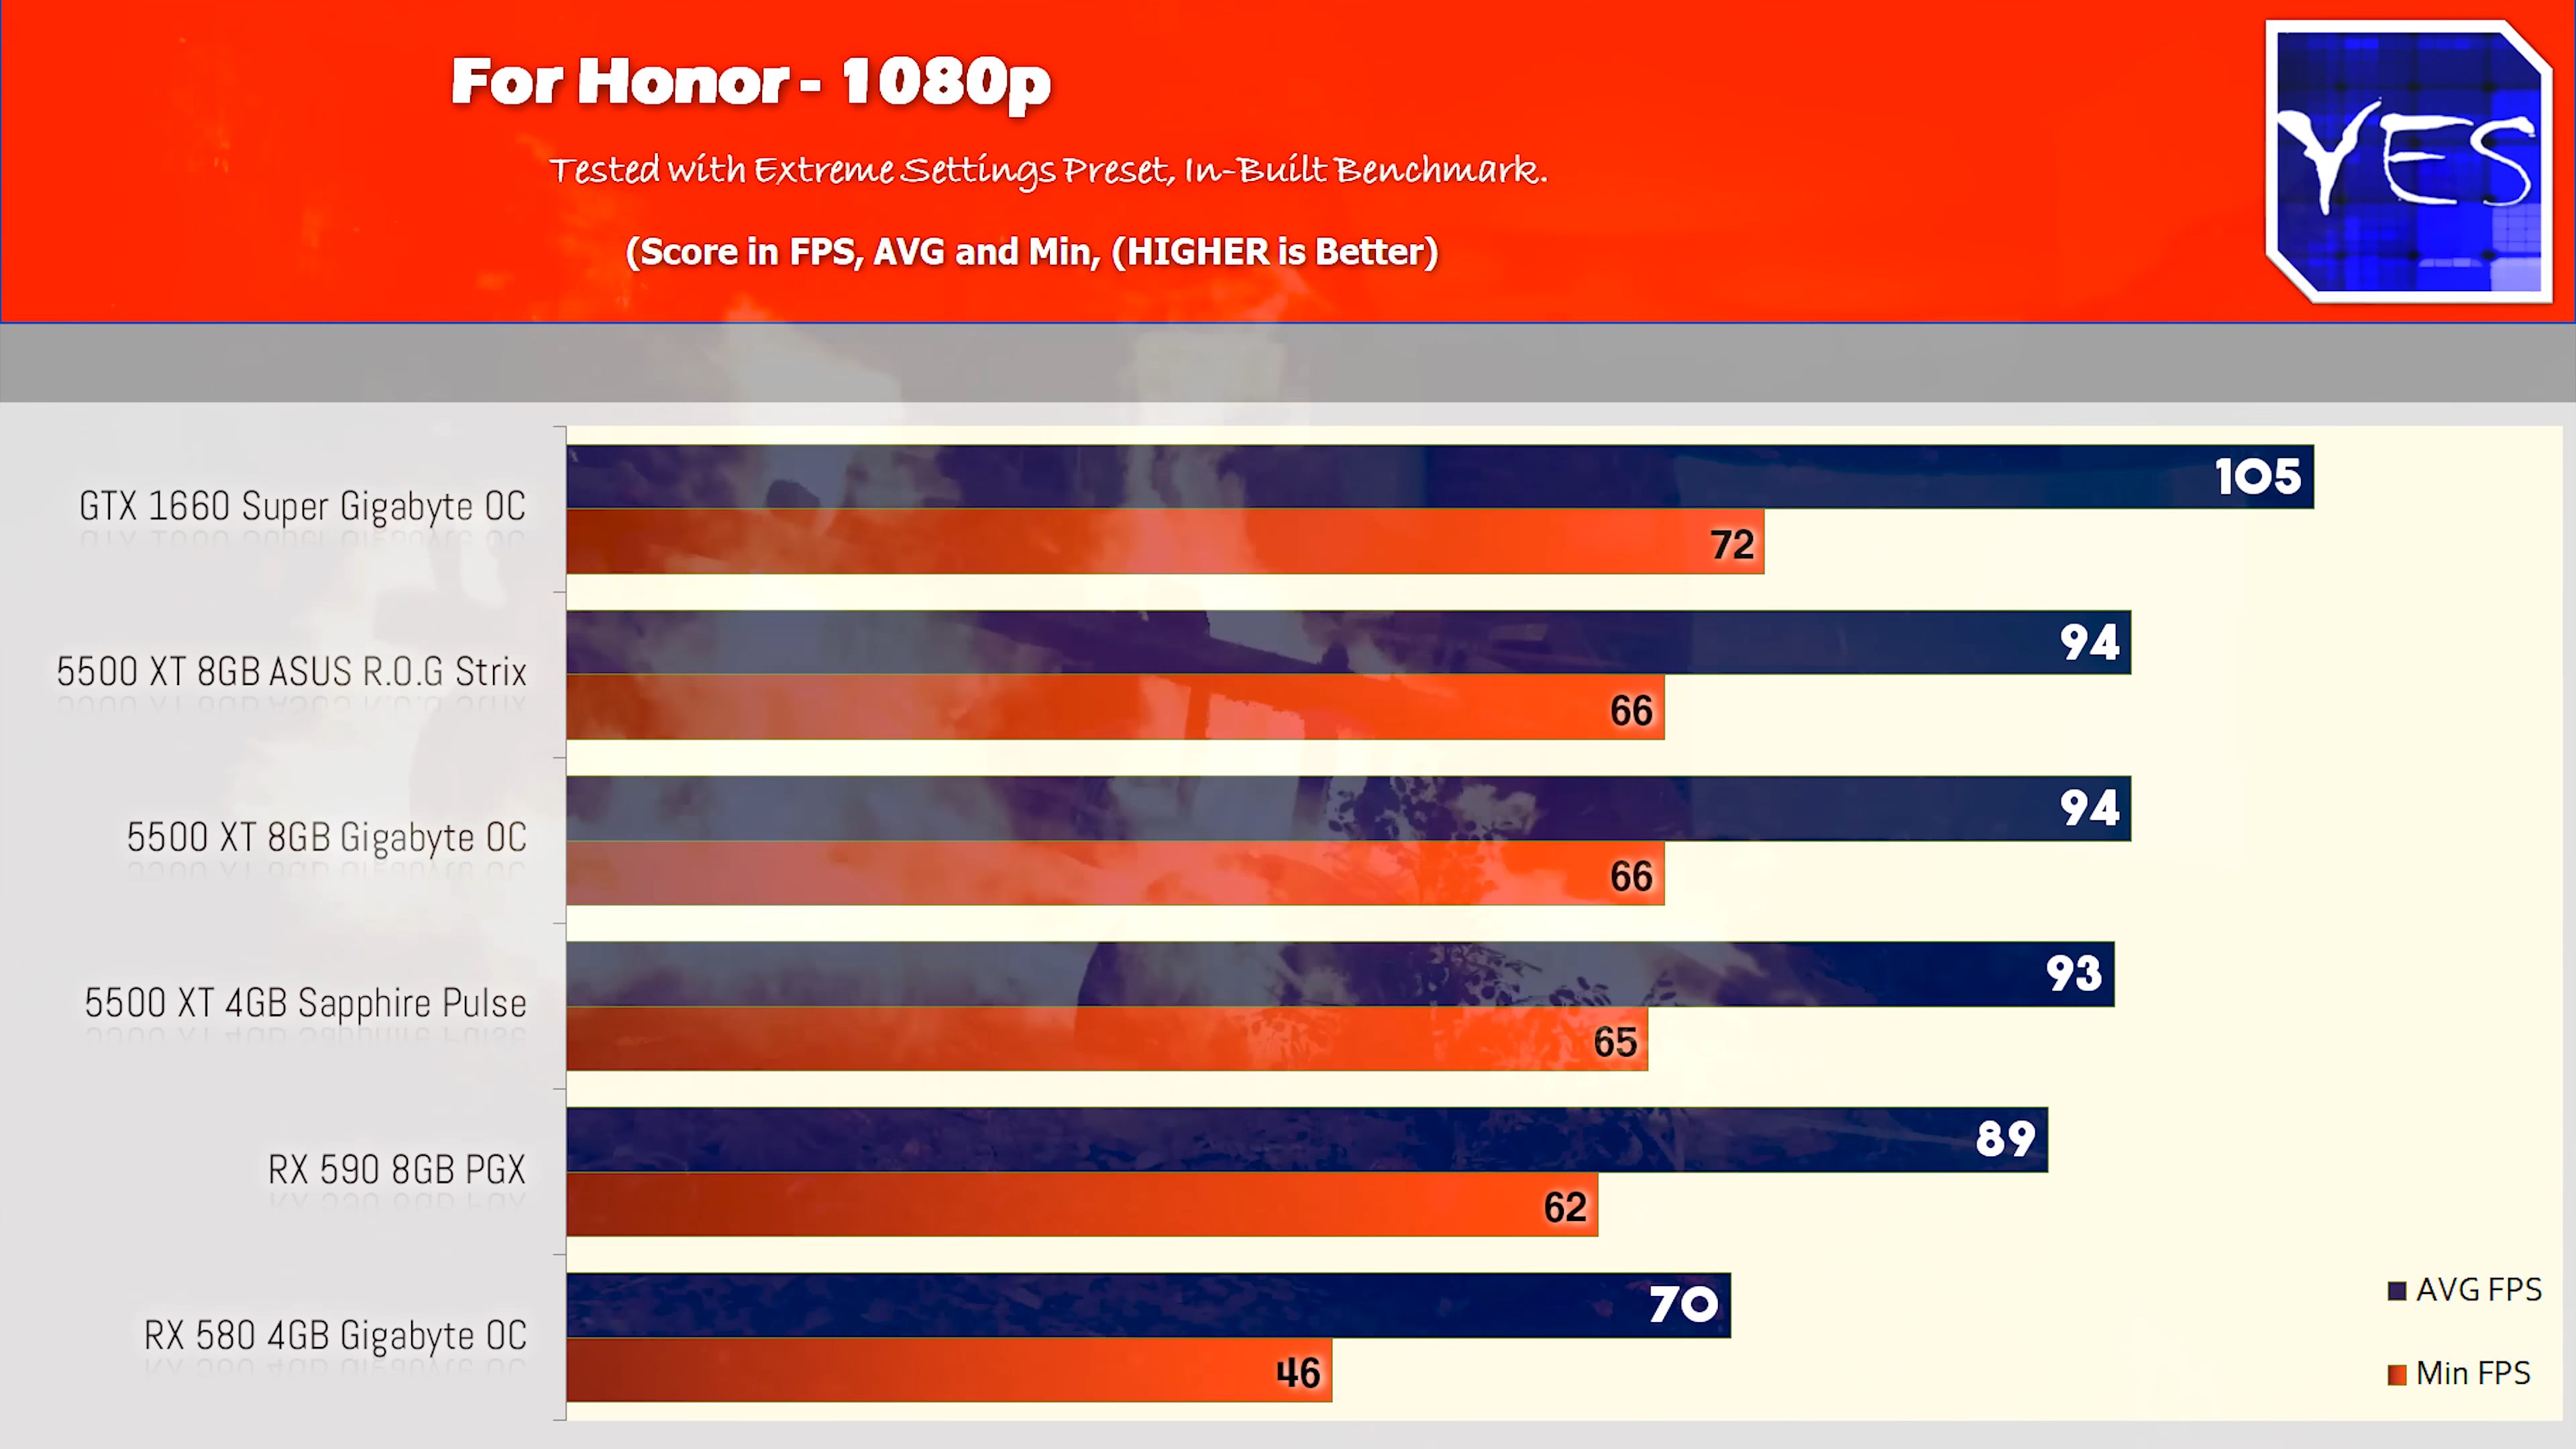 For Honor - 1080p
YES
Tested with Extreme Settings Preset, In-Built Benchmark.
(Score in FPS, AVG and Min, (HIGHER is Better)
GTX 1660 Super Gigabyte OC
105
72
5500 XT 8GB ASUS R.O.G Strix
94
66
5500 XT 8GB Gigabyte OC
94
66
5500 XT 4GB Sapphire Pulse
93
65
RX 590 8GB PGX
89
62
RX 580 4GB Gigabyte OC
70
46
AVG FPS
Min FPS